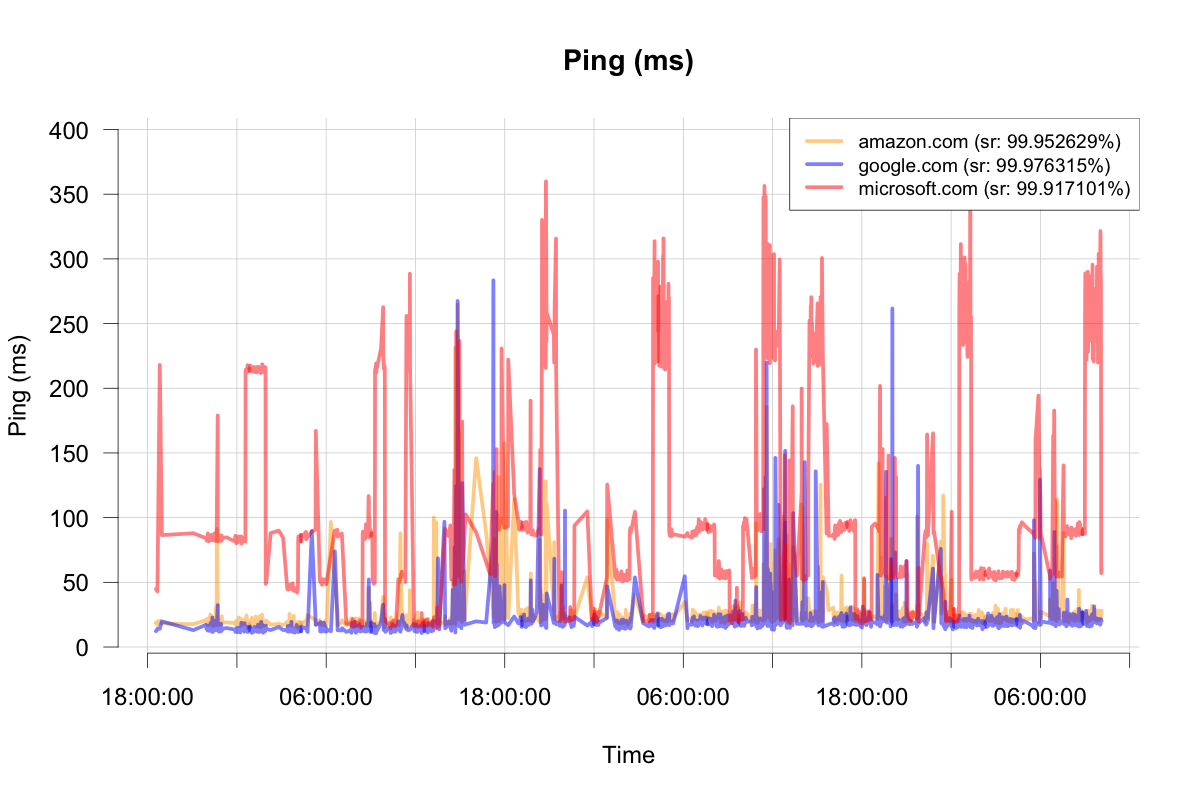 Ping (ms)
amazon.com (sr: 99.952629%)
google.com (sr: 99.976315%)
microsoft.com (sr: 99.917101%)
400
350
300
250
200
150
100
50
0
Ping (ms)
18:00:00 06:00:00 18:00:00 06:00:00 18:00:00 06:00:00
Time